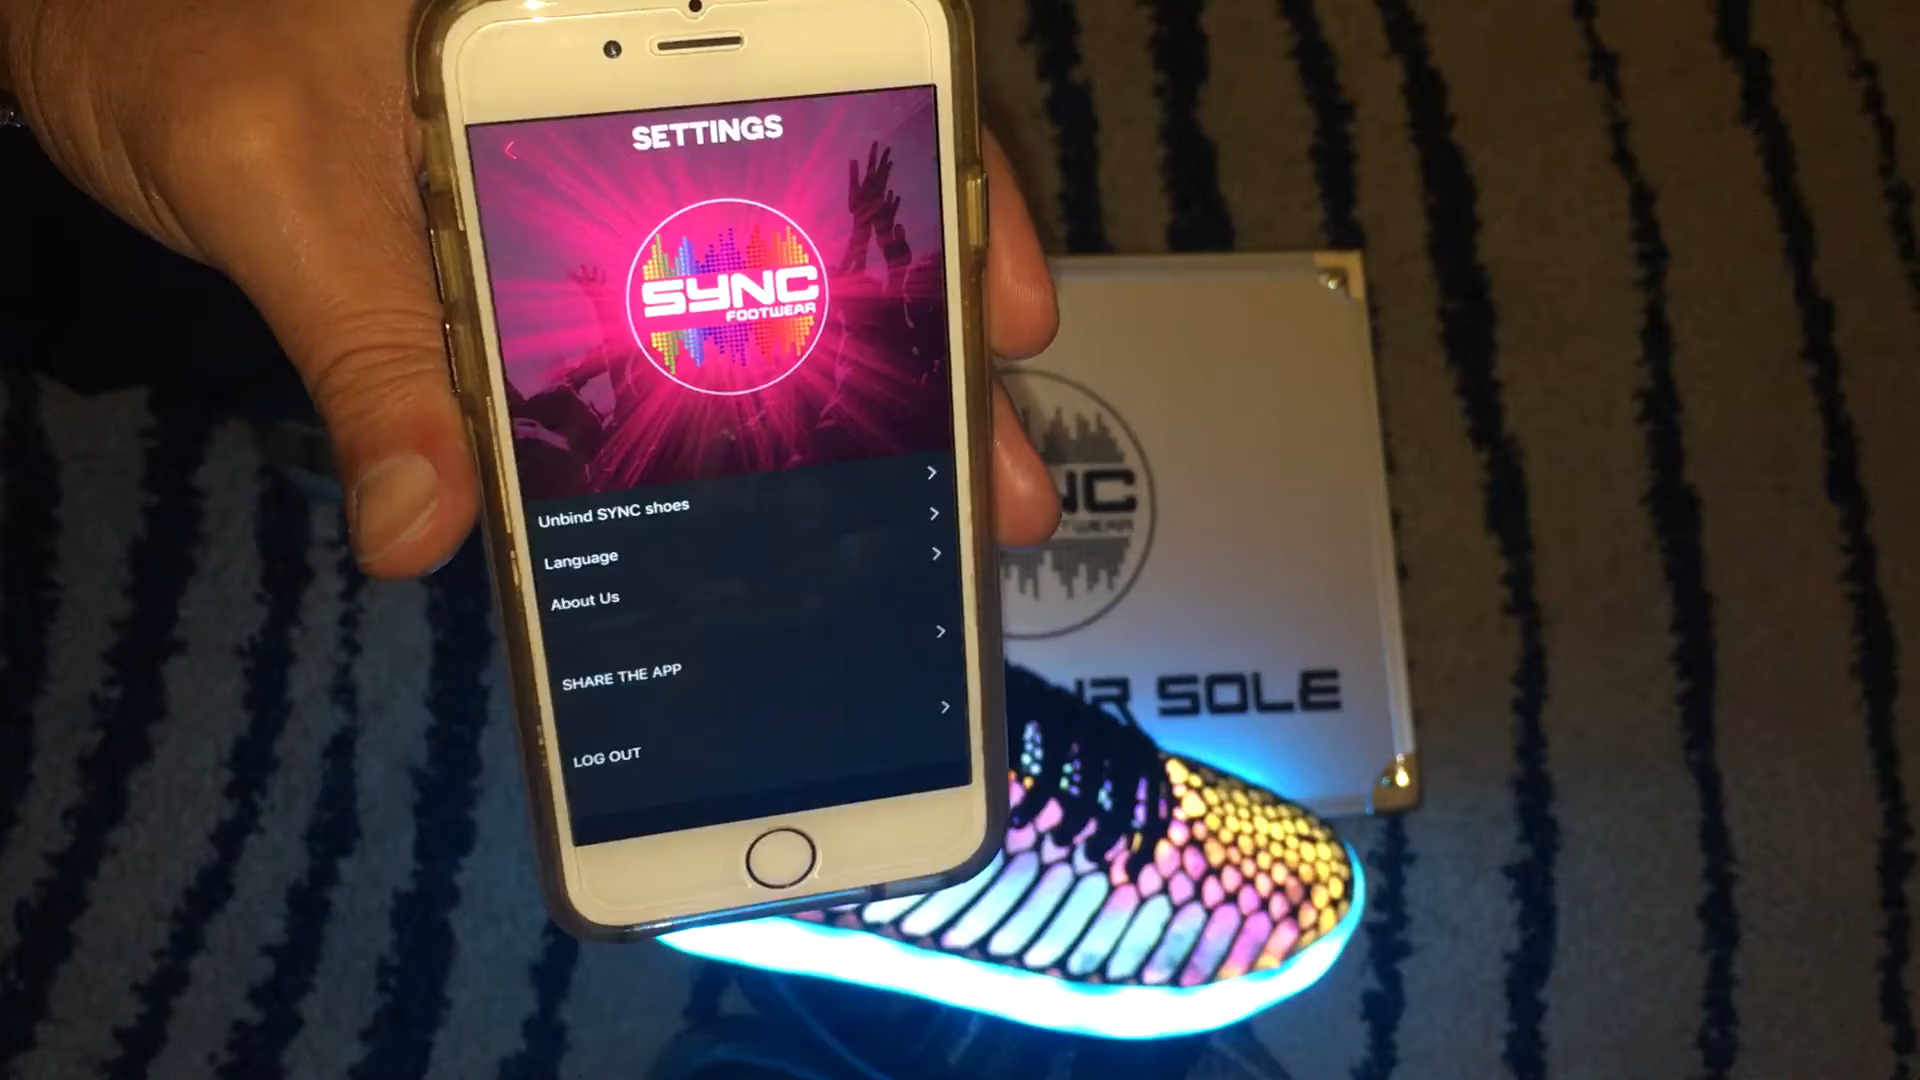 SETTINGS
SYNC
FOOTWEAR
Unbind SYNC shoes
Language
About Us
SHARE THE APP
LOG OUT
SOLE